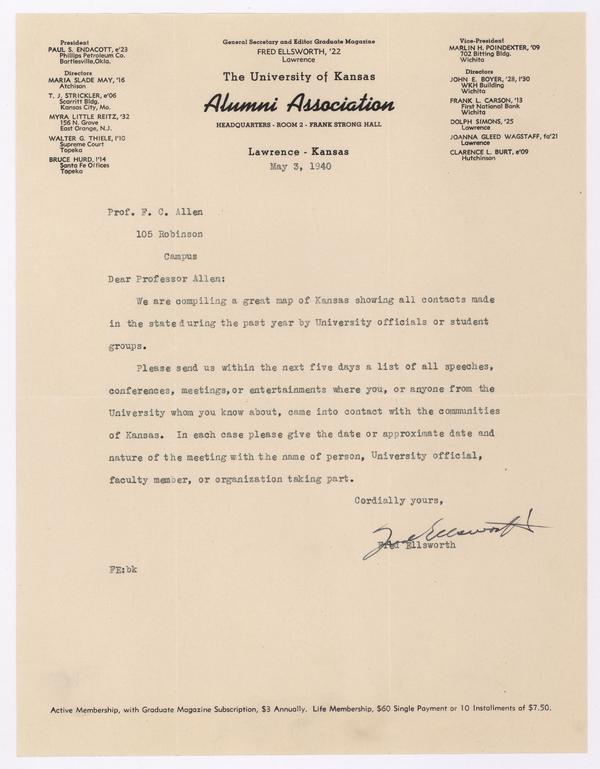 President
PAUL S. ENDACOTT, e'23
Phillips Petroleum Co.
Bartlesville, Okla.
Directors
MARIA SLADE MAY, '16
Atchison
T. J. STRICKLER, e'06
Scarritt Bldg.
Kansas City, Mo.
MYRA LITTLE REITZ, '32
156 N. Grove
East Orange, N.J.
WALTER G. THIELE, l'10
Supreme Court
Topeka
BRUCE HURD, l'14
Santa Fe Offices
Topeka
General Secretary and Editor Graduate Magazine
FRED ELLSWORTH, '22
Lawrence
The University of Kansas
Alumni Association
HEADQUARTERS - ROOM 2 - FRANK STRONG HALL
Lawrence - Kansas
Vice-President
MARLIN H. POINDEXTER, '09
702 Bitting Bldg.
Wichita
Directors
JOHN E. BOYER, '28, l'30
WKH Building
Wichita
FRANK L. CARSON, '13
First National Bank
Wichita
DOLPH SIMONS, '25
Lawrence
JOANNA GLEED WAGSTAFF, fa'21
Lawrence
CLARENCE L. BURT, e'09
Hutchinson
May 3, 1940
Prof. F. C. Allen
105 Robinson
Campus
Dear Professor Allen:
We are compiling a great map of Kansas showing all contacts made
in the state during the past year by University officials or student
groups.
Please send us within the next five days a list of all speeches,
conferences, meetings, or entertainments where you, or anyone from the
University whom you know about, came into contact with the communities
of Kansas. In each case please give the date or approximate date and
nature of the meeting with the name of person, University official,
faculty member, or organization taking part.
Cordially yours,
Fred Ellsworth
Fred Ellsworth
FE:bk
Active Membership, with Graduate Magazine Subscription, $3 Annually. Life Membership, $60 Single Payment or 10 Installments of $7.50.